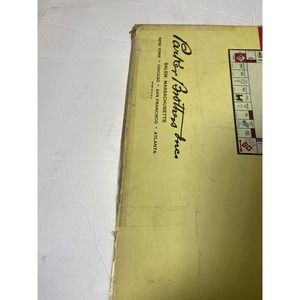 Parker Brothers Inc.
SALEM, MASSACHUSETTS
NEW YORK • CHICAGO • SAN FRANCISCO • ATLANTA